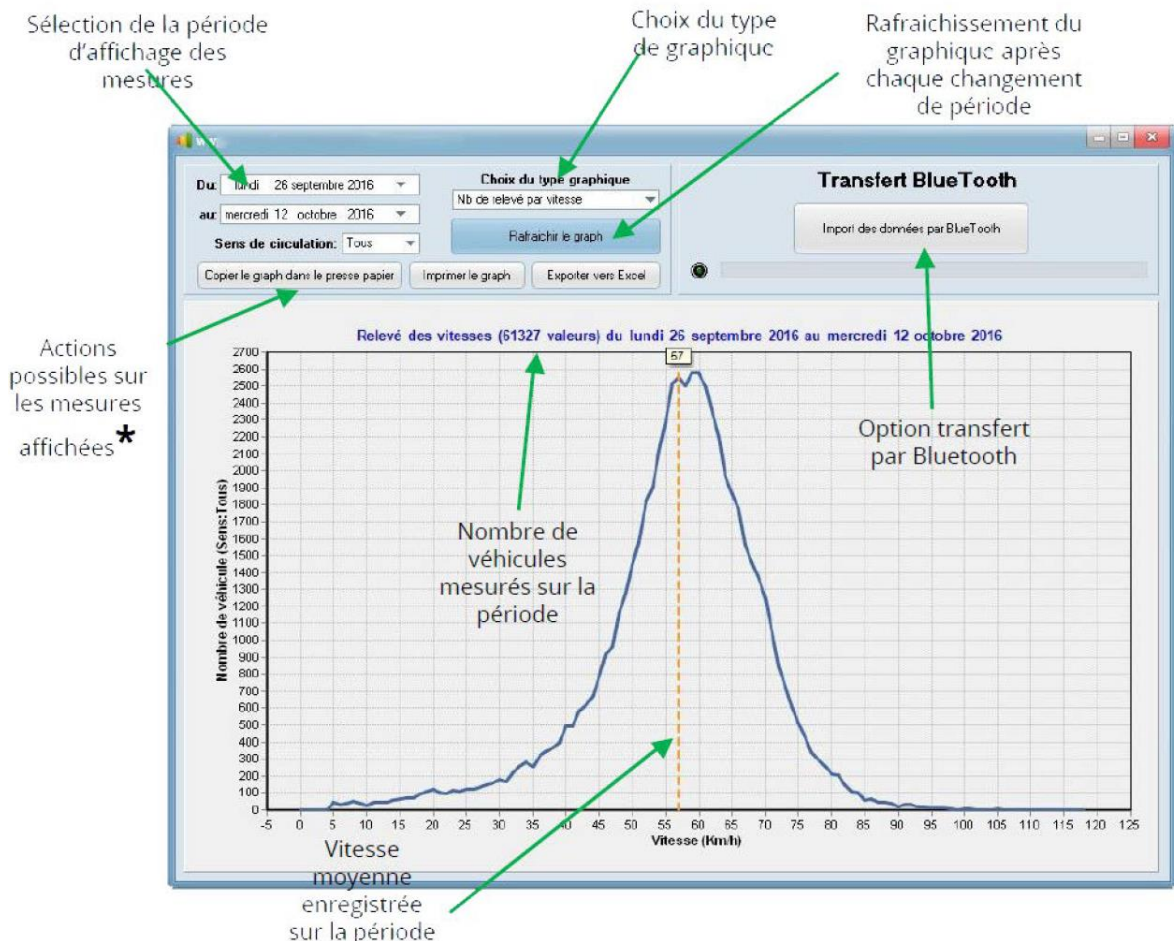 Sélection de la période
d'affichage des
mesures
Choix du type
de graphique
Rafraichissement du
graphique après
chaque changement
de période
Du: lundi 26 septembre 2016
au: mercredi 12 octobre 2016
Sens de circulation: Tous
Choix du type graphique
Nb de relevé par vitesse
Rafraichir le graph
Copier le graph dans le presse papier
Imprimer le graph
Exporter vers Excel
Transfert BlueTooth
Import des données par BlueTooth
Actions
possibles sur
les mesures
affichées*
Relevé des vitesses (61327 valeurs) du lundi 26 septembre 2016 au mercredi 12 octobre 2016
57
Nombre de véhicule (Sens:Tous)
2700
2600
2500
2400
2300
2200
2100
2000
1900
1800
1700
1600
1500
1400
1300
1200
1100
1000
900
800
700
600
500
400
300
200
100
0
-5 0 5 10 15 20 25 30 35 40 45 50 55 60 65 70 75 80 85 90 95 100 105 110 115 120 125
Vitesse (Km/h)
Option transfert
par Bluetooth
Nombre de
véhicules
mesurés sur la
période
Vitesse
moyenne
enregistrée
sur la période